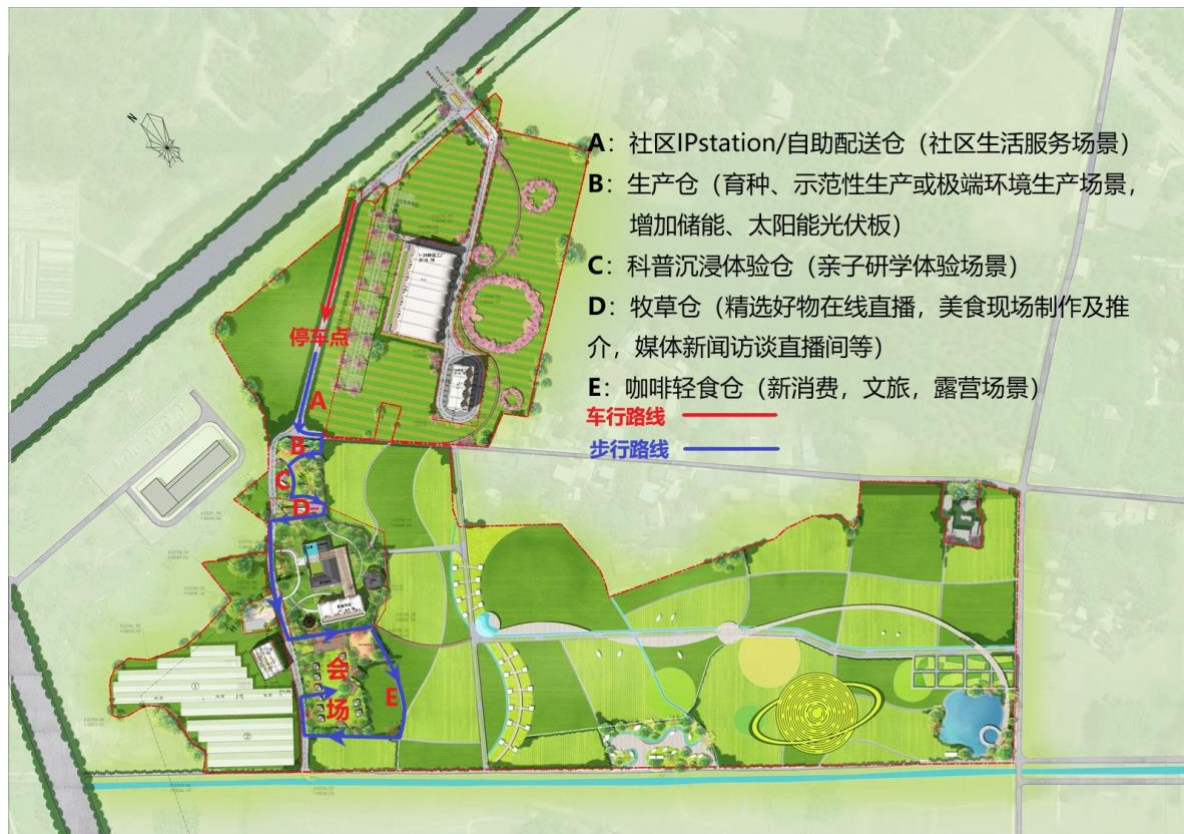 N
A：社区IPstation/自助配送仓（社区生活服务场景）
B：生产仓（育种、示范性生产或极端环境生产场景，
增加储能、太阳能光伏板）
C：科普沉浸体验仓（亲子研学体验场景）
D：牧草仓（精选好物在线直播，美食现场制作及推
介，媒体新闻访谈直播间等）
E：咖啡轻食仓（新消费，文旅，露营场景）
车行路线
步行路线
停车点
A
B
C
D
会
场
E
①
②